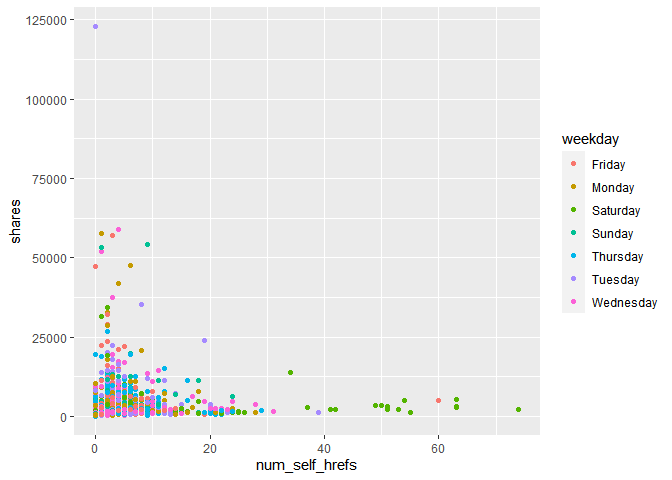 125000
100000
75000
50000
25000
0
shares
0
20
40
60
num_self_hrefs
weekday
Friday
Monday
Saturday
Sunday
Thursday
Tuesday
Wednesday